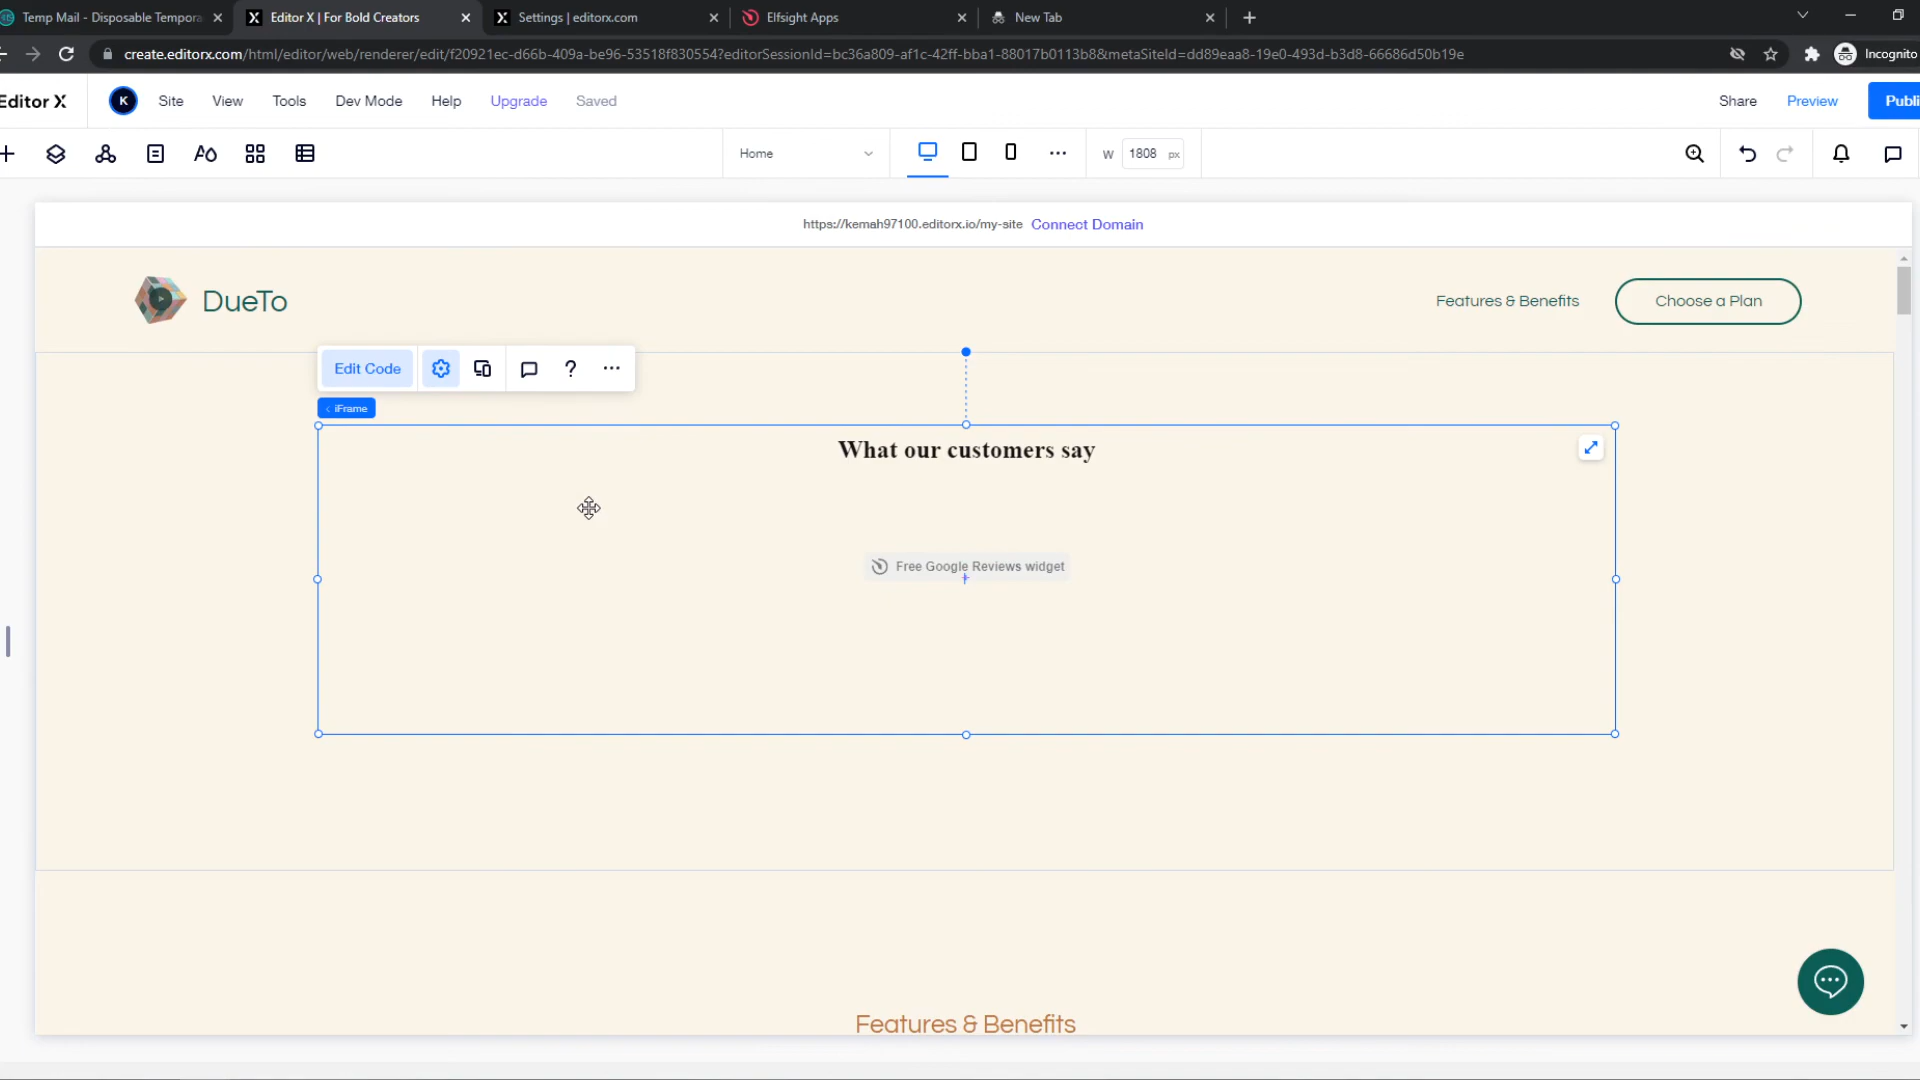 Temp Mail - Disposable Tempora
Editor X | For Bold Creators
Settings | editorx.com
Elfsight Apps
New Tab
create.editorx.com/html/editor/web/renderer/edit/f20921ec-d66b-409a-be96-53518f830554?editorSessionId=bc36a809-af1c-42ff-bba1-88017b0113b8&metaSiteId=dd89eaa8-19e0-493d-b3d8-66686d50b19e
Incognito
Editor X
K
Site
View
Tools
Dev Mode
Help
Upgrade
Saved
Share
Preview
Publi
Home
W 1808 px
https://kemah97100.editorx.io/my-site Connect Domain
DueTo
Features & Benefits
Choose a Plan
Edit Code
?
< iFrame
What our customers say
Free Google Reviews widget
Features & Benefits